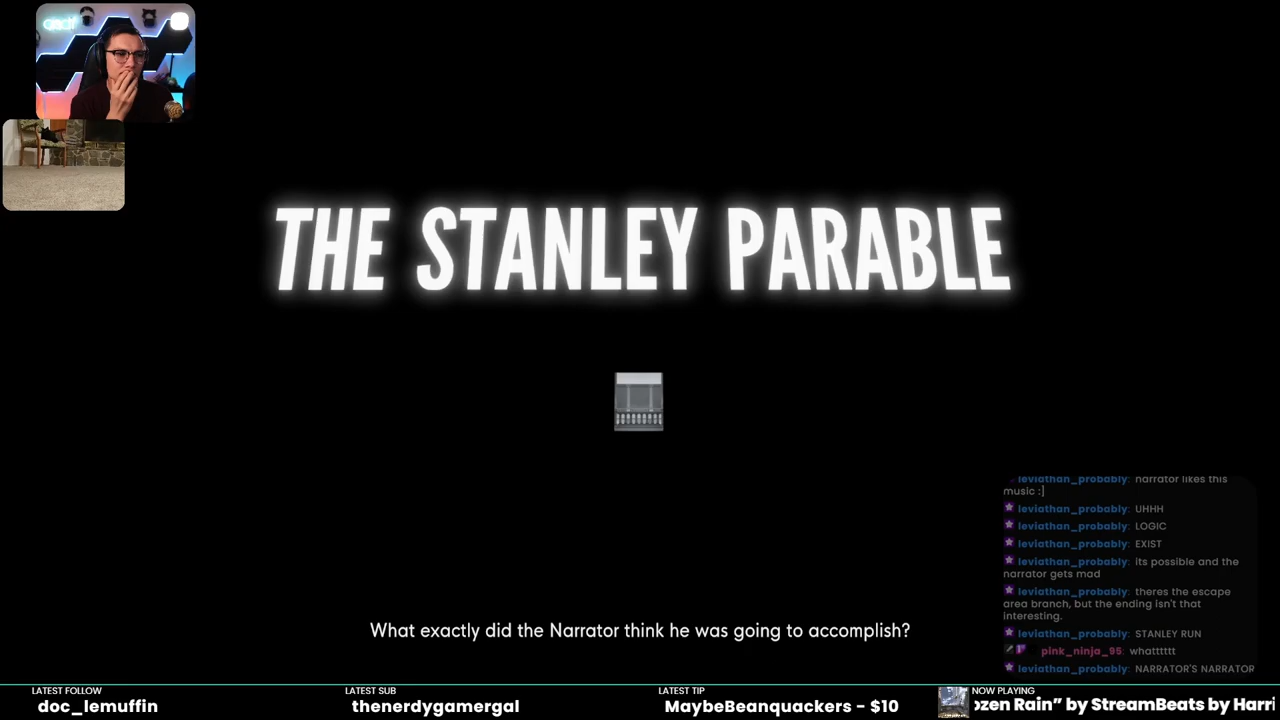 THE STANLEY PARABLE
What exactly did the Narrator think he was going to accomplish?
leviathan_probably: narrator likes this
music :]
leviathan_probably: UHHH
leviathan_probably: LOGIC
leviathan_probably: EXIST
leviathan_probably: its possible and the
narrator gets mad
leviathan_probably: theres the escape
area branch, but the ending isn't that
interesting.
leviathan_probably: STANLEY RUN
pink_ninja_95: whatttttt
leviathan_probably: NARRATOR'S NARRATOR
LATEST FOLLOW
doc_lemuffin
LATEST SUB
thenerdygamergal
LATEST TIP
MaybeBeanquackers - $10
NOW PLAYING
ozen Rain” by StreamBeats by Harri